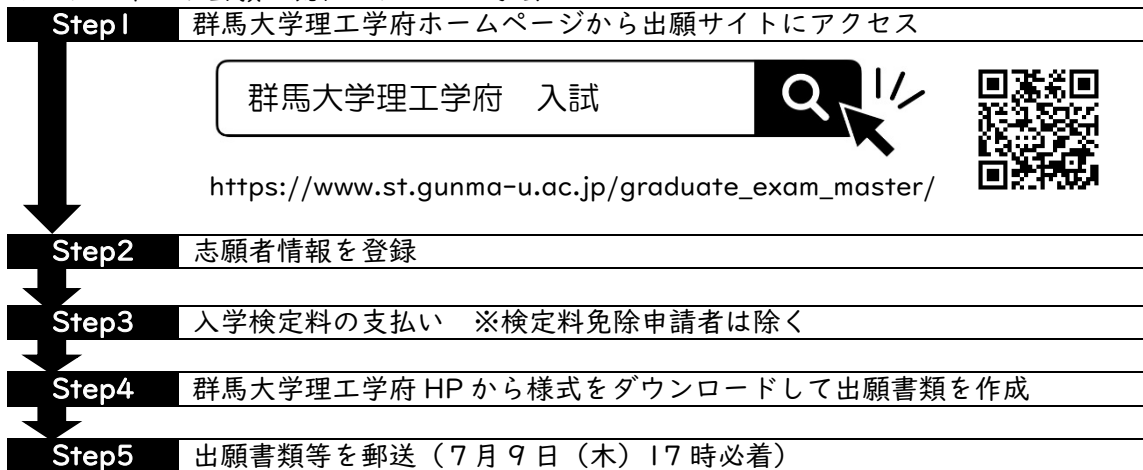 Step1 群馬大学理工学府ホームページから出願サイトにアクセス
群馬大学理工学府 入試
https://www.st.gunma-u.ac.jp/graduate_exam_master/
Step2 志願者情報を登録
Step3 入学検定料の支払い ※検定料免除申請者は除く
Step4 群馬大学理工学府 HP から様式をダウンロードして出願書類を作成
Step5 出願書類等を郵送（7月9日（木）17時必着）